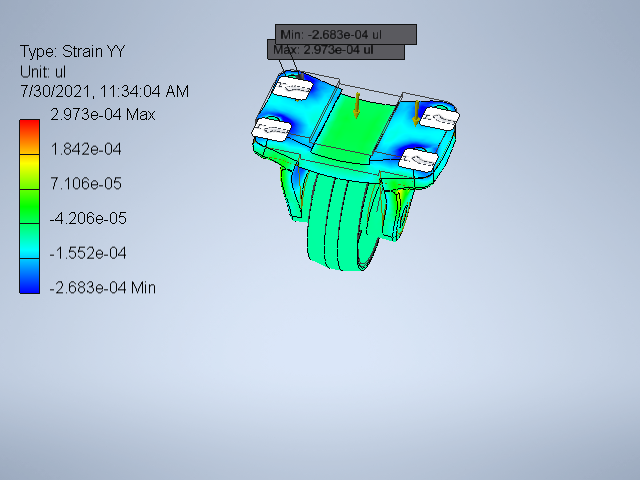 Min: -2.683e-04 ul
Max: 2.973e-04 ul
Type: Strain YY
Unit: ul
7/30/2021, 11:34:04 AM
2.973e-04 Max
1.842e-04
7.106e-05
-4.206e-05
-1.552e-04
-2.683e-04 Min